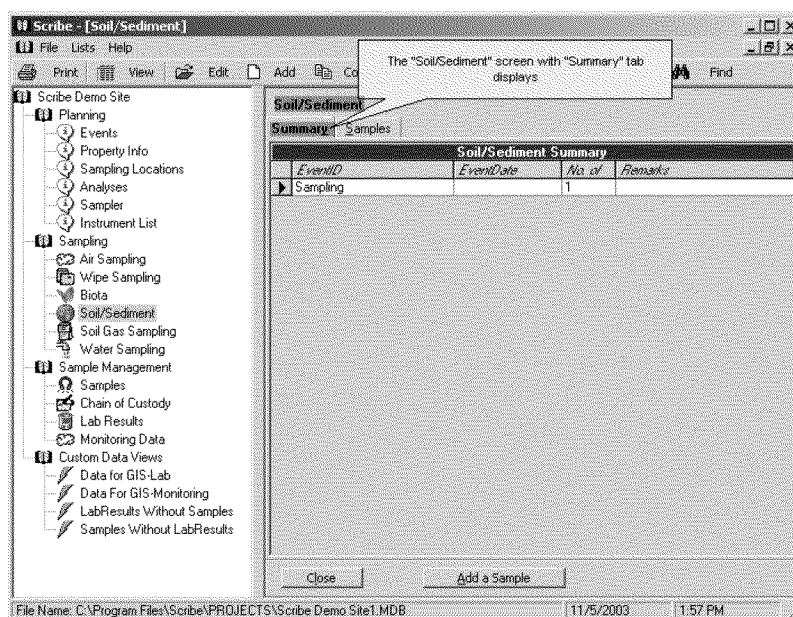 Scribe - [Soil/Sediment]
File Lists Help
Print View Edit Add Co Find
The "Soil/Sediment" screen with "Summary" tab
displays
Scribe Demo Site
Planning
Events
Property Info
Sampling Locations
Analyses
Sampler
Instrument List
Sampling
Air Sampling
Wipe Sampling
Biota
Soil/Sediment
Soil Gas Sampling
Water Sampling
Sample Management
Samples
Chain of Custody
Lab Results
Monitoring Data
Custom Data Views
Data for GIS-Lab
Data For GIS-Monitoring
LabResults Without Samples
Samples Without LabResults
Soil/Sediment
Summary Samples
Soil/Sediment Summary
EventID EventDate No. of Remarks
Sampling 1
Close Add a Sample
File Name: C:\Program Files\Scribe\PROJECTS\Scribe Demo Site1.MDB 11/5/2003 1:57 PM